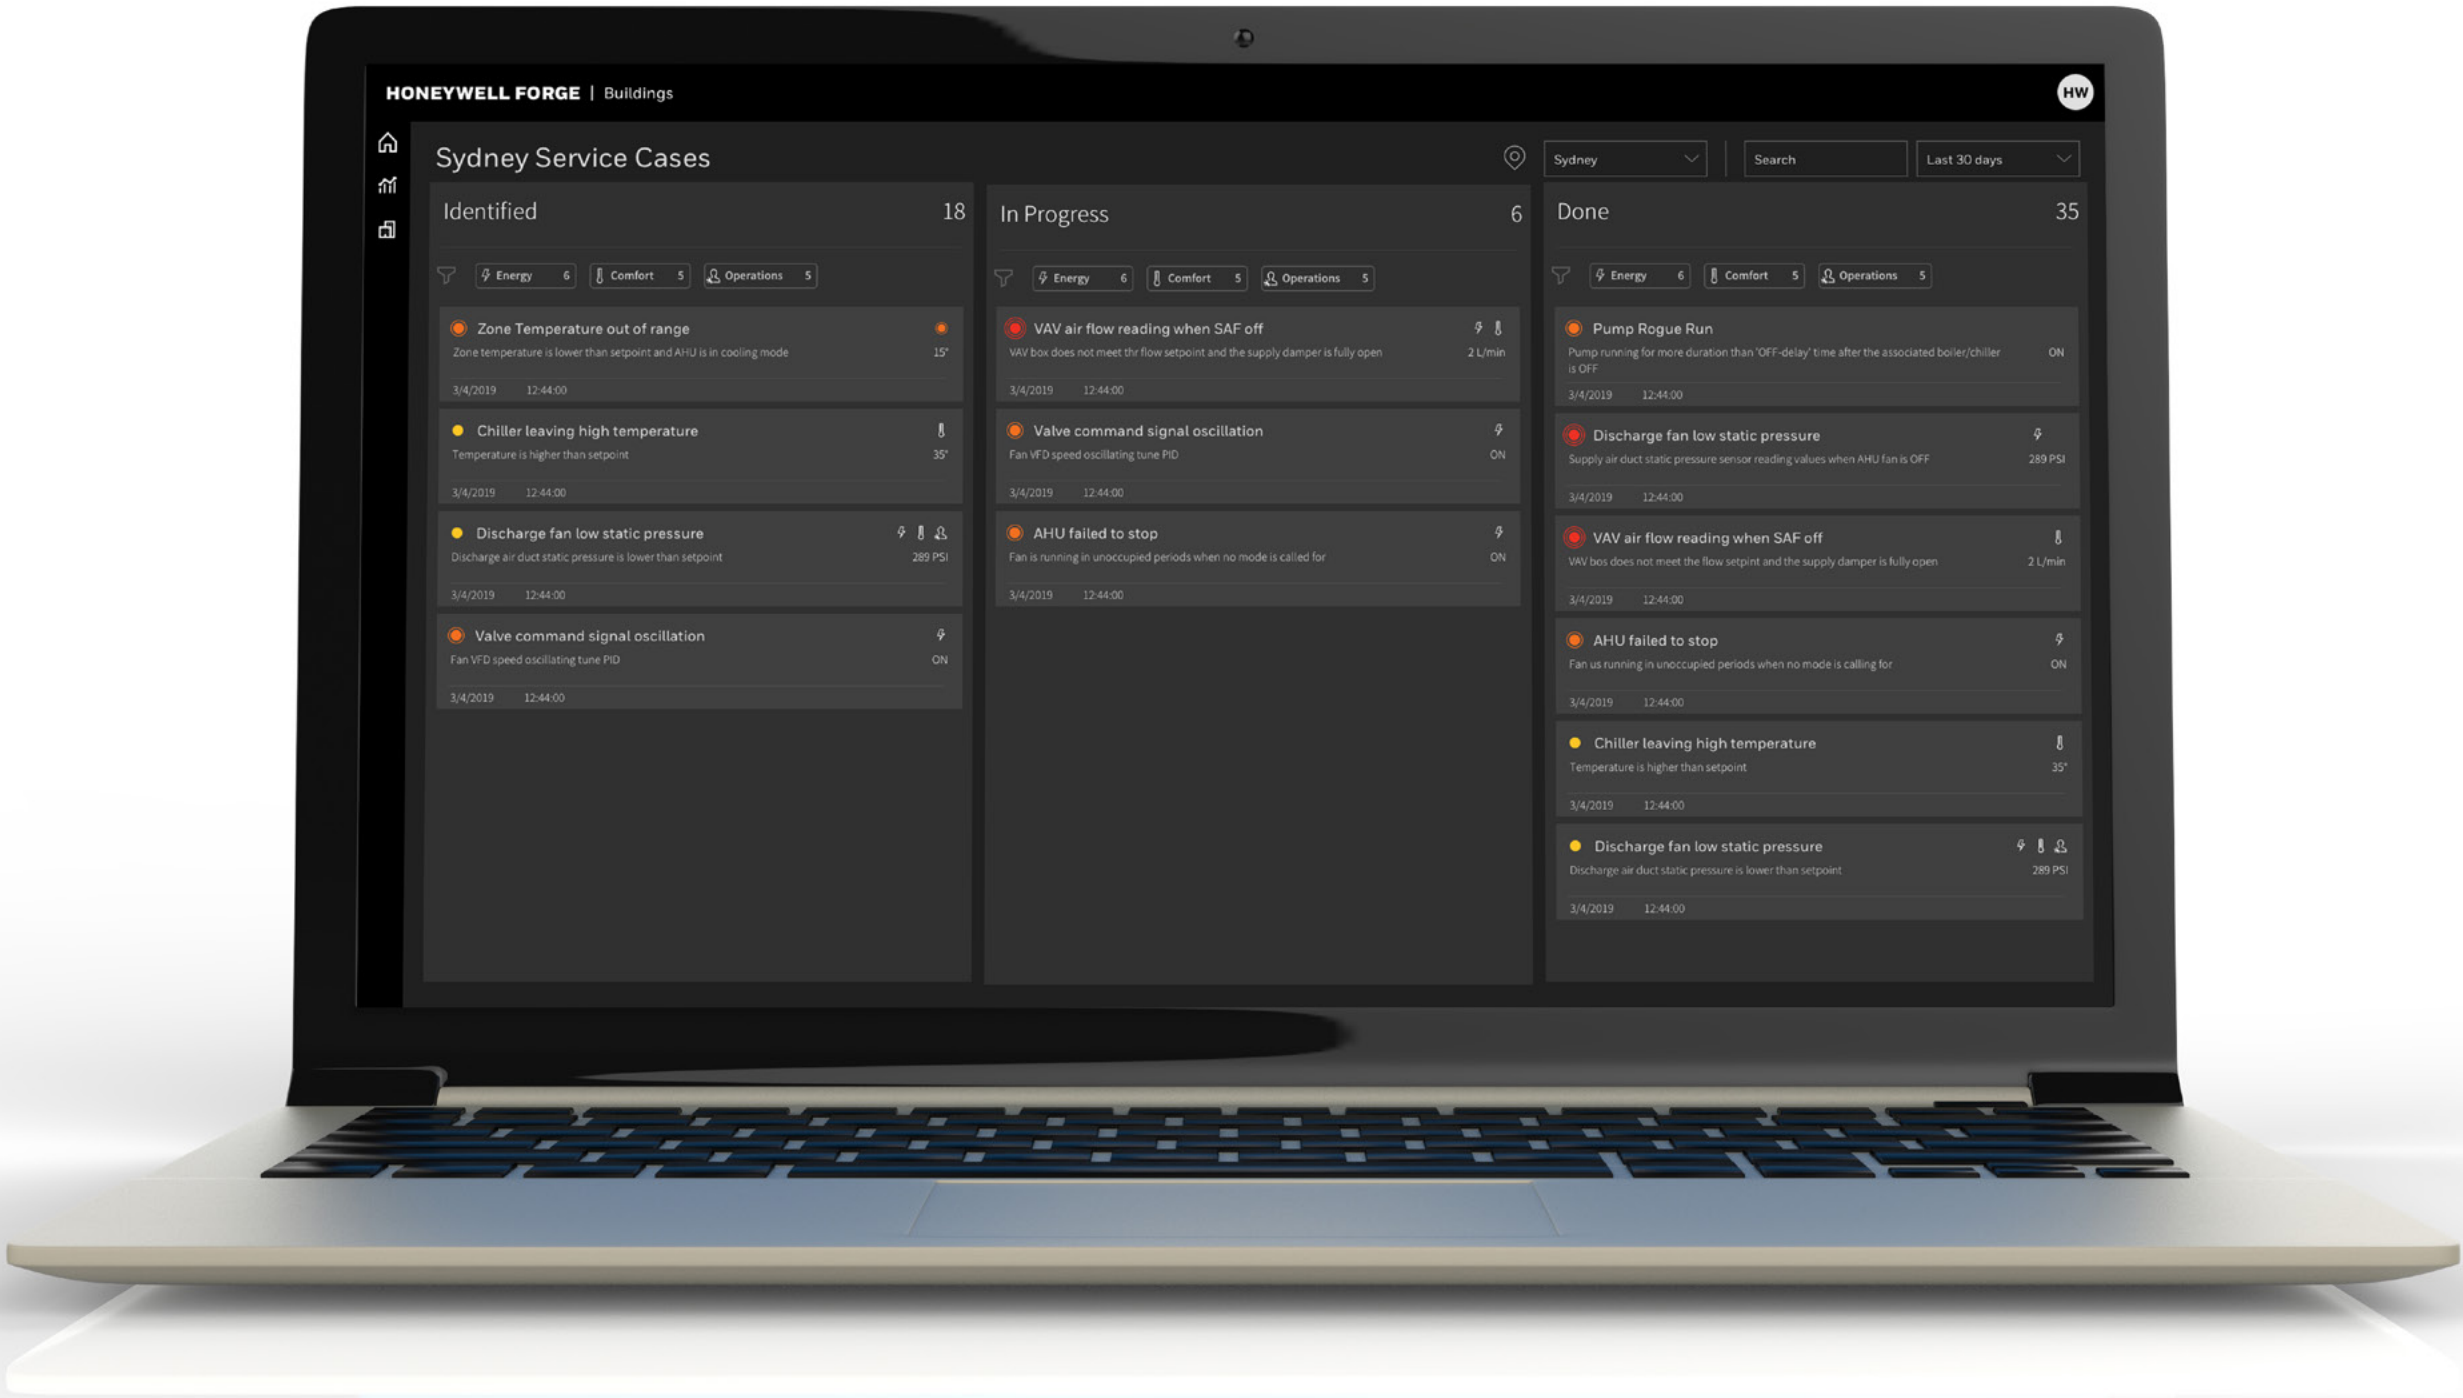 HONEYWELL FORGE | Buildings
HW
Sydney Service Cases
Sydney
Search
Last 30 days
Identified 18
Energy 6 Comfort 5 Operations 5
Zone Temperature out of range
Zone temperature is lower than setpoint and AHU is in cooling mode 15°
3/4/2019 12:44:00
Chiller leaving high temperature
Temperature is higher than setpoint 35°
3/4/2019 12:44:00
Discharge fan low static pressure
Discharge air duct static pressure is lower than setpoint 289 PSI
3/4/2019 12:44:00
Valve command signal oscillation
Fan VFD speed oscillating tune PID ON
3/4/2019 12:44:00
In Progress 6
Energy 6 Comfort 5 Operations 5
VAV air flow reading when SAF off
VAV box does not meet thr flow setpoint and the supply damper is fully open 2 L/min
3/4/2019 12:44:00
Valve command signal oscillation
Fan VFD speed oscillating tune PID ON
3/4/2019 12:44:00
AHU failed to stop
Fan is running in unoccupied periods when no mode is called for ON
3/4/2019 12:44:00
Done 35
Energy 6 Comfort 5 Operations 5
Pump Rogue Run
Pump running for more duration than 'OFF-delay' time after the associated boiler/chiller ON
is OFF
3/4/2019 12:44:00
Discharge fan low static pressure
Supply air duct static pressure sensor reading values when AHU fan is OFF 289 PSI
3/4/2019 12:44:00
VAV air flow reading when SAF off
VAV bos does not meet the flow setpint and the supply damper is fully open 2 L/min
3/4/2019 12:44:00
AHU failed to stop
Fan us running in unoccupied periods when no mode is calling for ON
3/4/2019 12:44:00
Chiller leaving high temperature
Temperature is higher than setpoint 35°
3/4/2019 12:44:00
Discharge fan low static pressure
Discharge air duct static pressure is lower than setpoint 289 PSI
3/4/2019 12:44:00